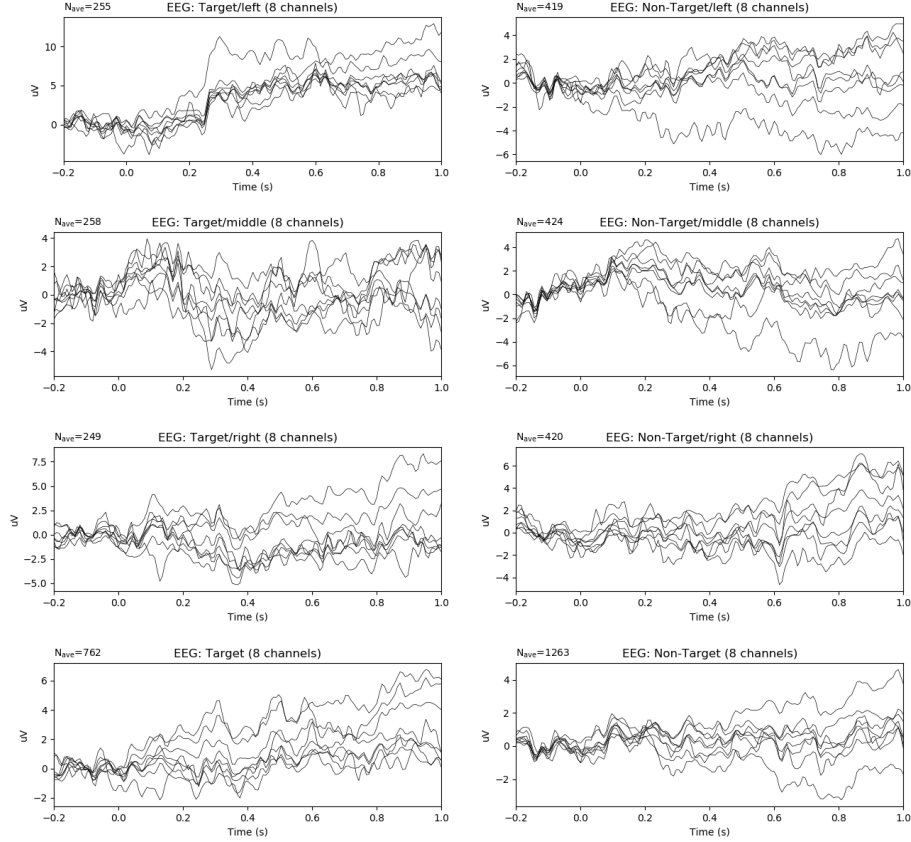 N_ave=255 EEG: Target/left (8 channels)
10
5
0
uV
−0.2 0.0 0.2 0.4 0.6 0.8 1.0
Time (s)
N_ave=419 EEG: Non-Target/left (8 channels)
4
2
0
−2
−4
−6
uV
−0.2 0.0 0.2 0.4 0.6 0.8 1.0
Time (s)
N_ave=258 EEG: Target/middle (8 channels)
4
2
0
−2
−4
uV
−0.2 0.0 0.2 0.4 0.6 0.8 1.0
Time (s)
N_ave=424 EEG: Non-Target/middle (8 channels)
4
2
0
−2
−4
−6
uV
−0.2 0.0 0.2 0.4 0.6 0.8 1.0
Time (s)
N_ave=249 EEG: Target/right (8 channels)
7.5
5.0
2.5
0.0
−2.5
−5.0
uV
−0.2 0.0 0.2 0.4 0.6 0.8 1.0
Time (s)
N_ave=420 EEG: Non-Target/right (8 channels)
6
4
2
0
−2
−4
uV
−0.2 0.0 0.2 0.4 0.6 0.8 1.0
Time (s)
N_ave=762 EEG: Target (8 channels)
6
4
2
0
−2
uV
−0.2 0.0 0.2 0.4 0.6 0.8 1.0
Time (s)
N_ave=1263 EEG: Non-Target (8 channels)
4
2
0
−2
uV
−0.2 0.0 0.2 0.4 0.6 0.8 1.0
Time (s)